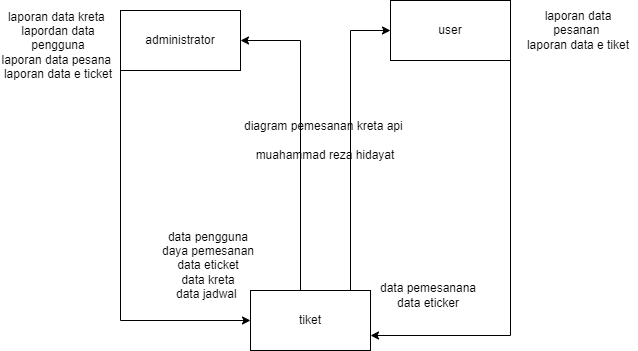 laporan data kreta
lapordan data
pengguna
laporan data pesana
laporan data e ticket
administrator
user
laporan data
pesanan
laporan data e tiket
diagram pemesanan kreta api
muahammad reza hidayat
data pengguna
daya pemesanan
data eticket
data kreta
data jadwal
data pemesanana
data eticker
tiket